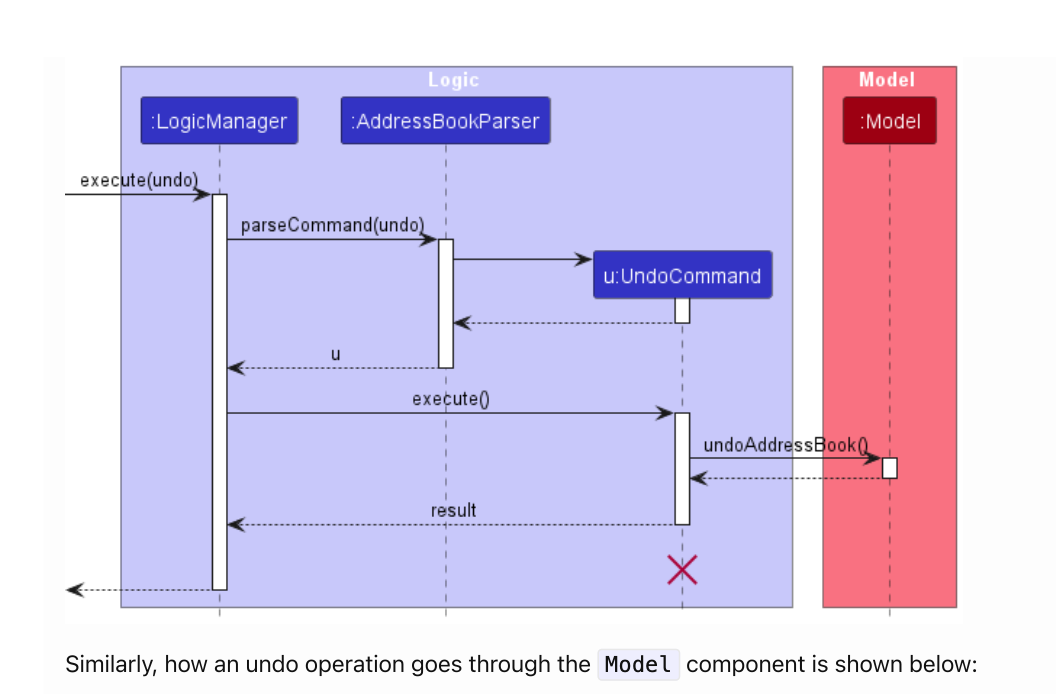 Logic
Model
:LogicManager
:AddressBookParser
:Model
execute(undo)
parseCommand(undo)
u:UndoCommand
u
execute()
undoAddressBook()
result
Similarly, how an undo operation goes through the Model component is shown below: